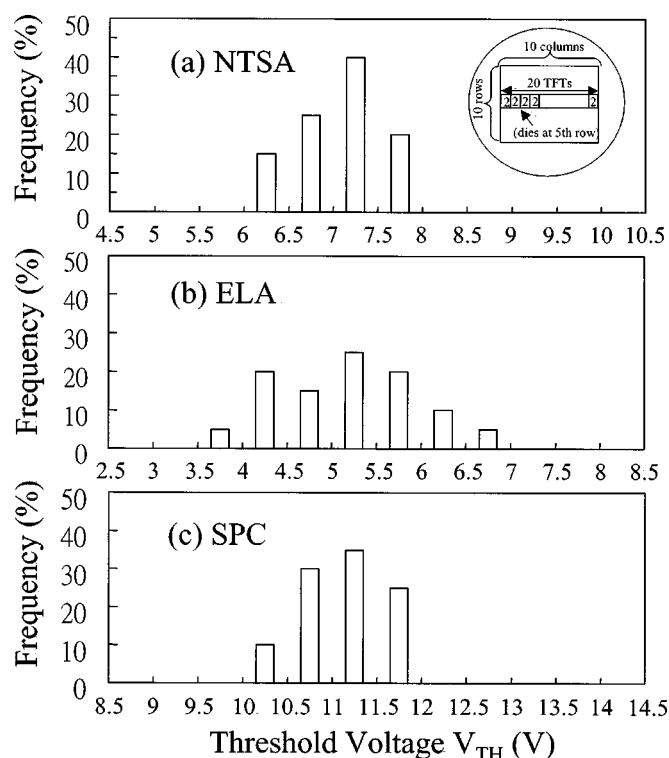 Frequency (%)
50
40
30
20
10
0
(a) NTSA
10 columns
10 rows
20 TFTs
2 2 2 2 2
(dies at 5th row)
4.5 5 5.5 6 6.5 7 7.5 8 8.5 9 9.5 10 10.5
Frequency (%)
50
40
30
20
10
0
(b) ELA
2.5 3 3.5 4 4.5 5 5.5 6 6.5 7 7.5 8 8.5
Frequency (%)
50
40
30
20
10
0
(c) SPC
8.5 9 9.5 10 10.5 11 11.5 12 12.5 13 13.5 14 14.5
Threshold Voltage V_TH (V)